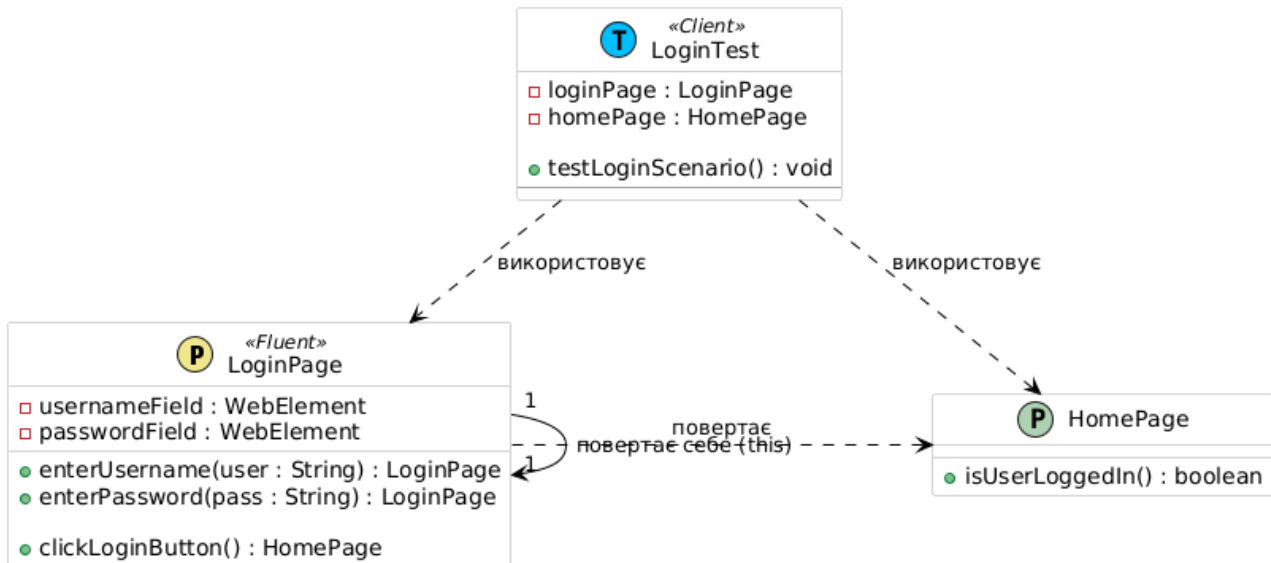 T
«Client»
LoginTest
loginPage : LoginPage
homePage : HomePage
testLoginScenario() : void
використовує
використовує
P
«Fluent»
LoginPage
usernameField : WebElement
passwordField : WebElement
enterUsername(user : String) : LoginPage
enterPassword(pass : String) : LoginPage
clickLoginButton() : HomePage
1
повертає
повертає себе (this)
1
P
HomePage
isUserLoggedIn() : boolean